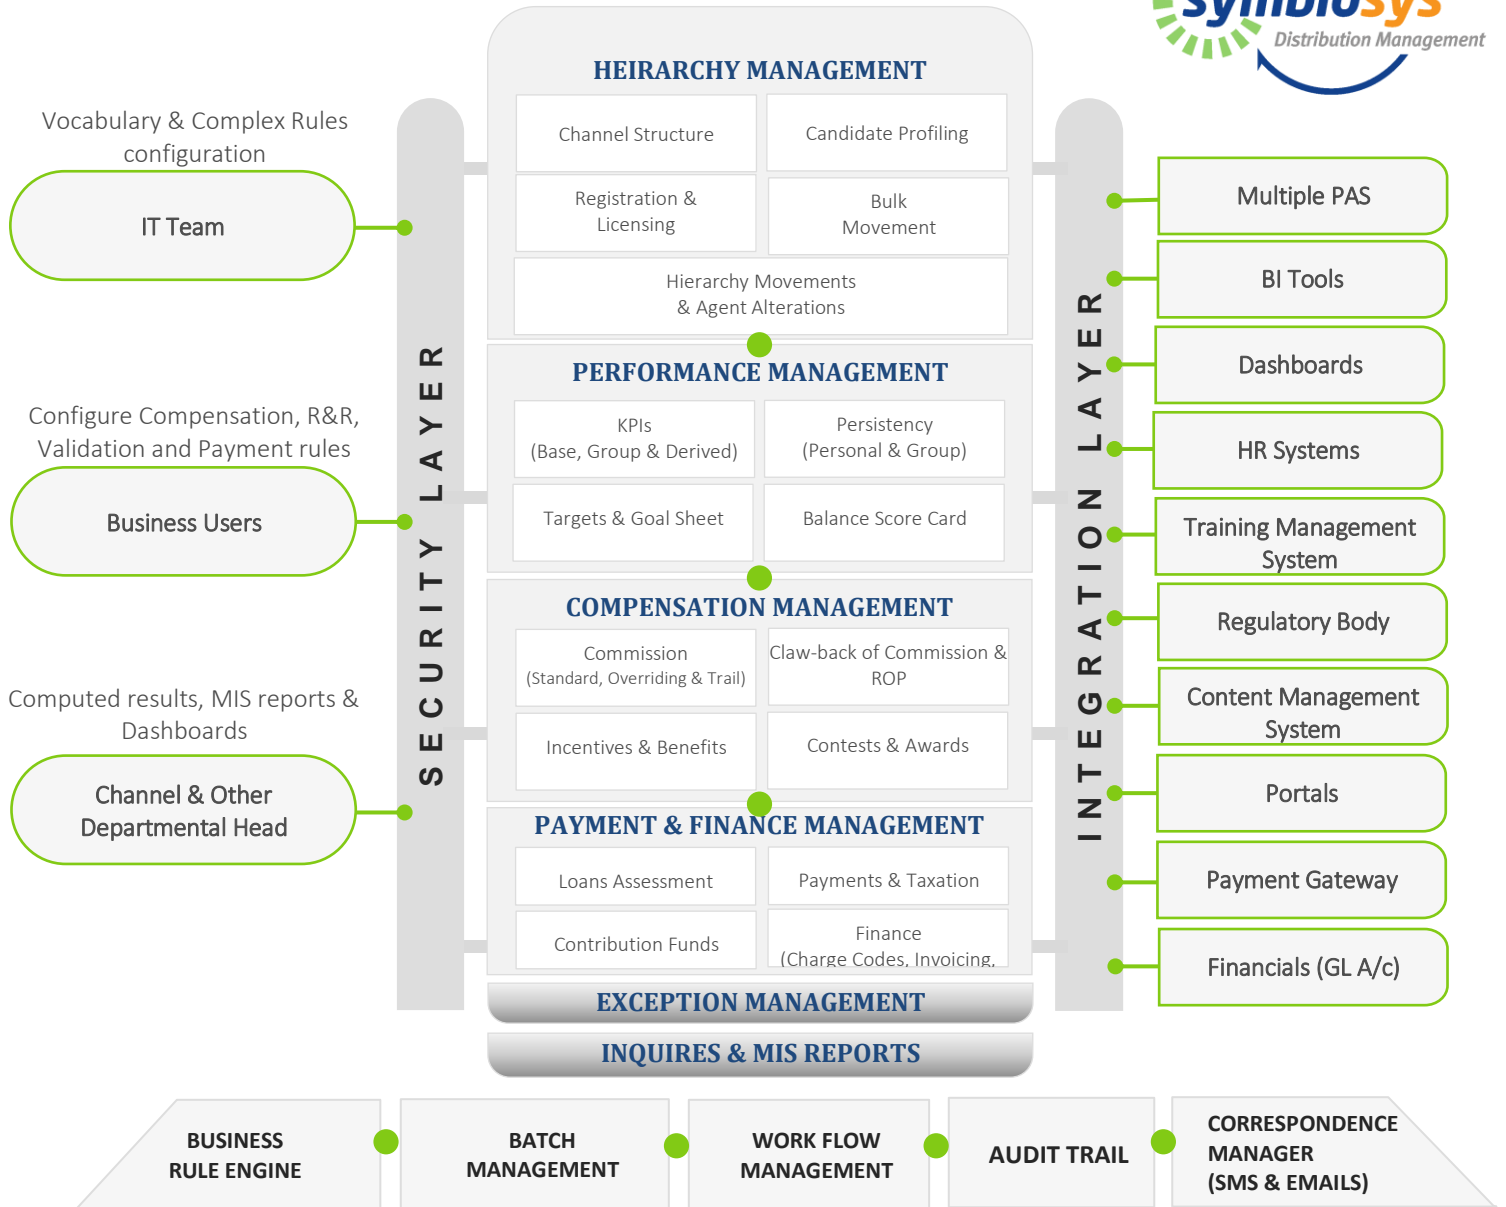 symbiosys
Distribution Management
HEIRARCHY MANAGEMENT
Channel Structure
Candidate Profiling
Registration &
Licensing
Bulk
Movement
Hierarchy Movements
& Agent Alterations
PERFORMANCE MANAGEMENT
KPIs
(Base, Group & Derived)
Persistency
(Personal & Group)
Targets & Goal Sheet
Balance Score Card
COMPENSATION MANAGEMENT
Commission
(Standard, Overriding & Trail)
Claw-back of Commission &
ROP
Incentives & Benefits
Contests & Awards
PAYMENT & FINANCE MANAGEMENT
Loans Assessment
Payments & Taxation
Contribution Funds
Finance
(Charge Codes, Invoicing,
EXCEPTION MANAGEMENT
INQUIRES & MIS REPORTS
Vocabulary & Complex Rules
configuration
IT Team
Configure Compensation, R&R,
Validation and Payment rules
Business Users
Computed results, MIS reports &
Dashboards
Channel & Other
Departmental Head
SECURITY LAYER
INTEGRATION LAYER
Multiple PAS
BI Tools
Dashboards
HR Systems
Training Management
System
Regulatory Body
Content Management
System
Portals
Payment Gateway
Financials (GL A/c)
BUSINESS
RULE ENGINE
BATCH
MANAGEMENT
WORK FLOW
MANAGEMENT
AUDIT TRAIL
CORRESPONDENCE
MANAGER
(SMS & EMAILS)